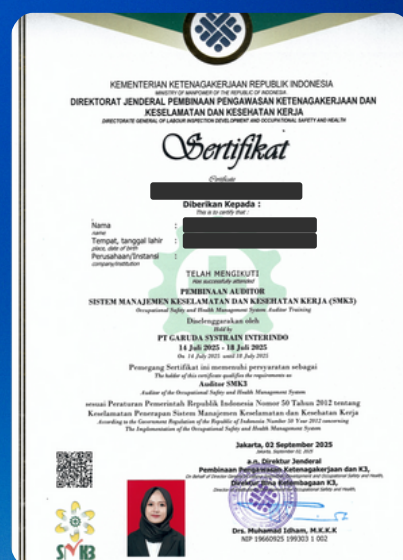 KEMENTERIAN KETENAGAKERJAAN REPUBLIK INDONESIA
MINISTRY OF MANPOWER OF THE REPUBLIC OF INDONESIA
DIREKTORAT JENDERAL PEMBINAAN PENGAWASAN KETENAGAKERJAAN DAN
KESELAMATAN DAN KESEHATAN KERJA
DIRECTORATE GENERAL OF LABOUR INSPECTION DEVELOPMENT AND OCCUPATIONAL SAFETY AND HEALTH
Sertifikat
Certificate
Diberikan Kepada :
This is to certify that :
Nama :
name
Tempat, tanggal lahir :
place, date of birth
Perusahaan/Instansi :
company/institution
TELAH MENGIKUTI
Has successfully attended
PEMBINAAN AUDITOR
SISTEM MANAJEMEN KESELAMATAN DAN KESEHATAN KERJA (SMK3)
Occupational Safety and Health Management System Auditor Training
Diselenggarakan oleh
Held by
PT GARUDA SYSTRAIN INTERINDO
14 Juli 2025 - 18 Juli 2025
On 14 July 2025 until 18 July 2025
Pemegang Sertifikat ini memenuhi persyaratan sebagai
The holder of this certificate qualifies the requirements as
Auditor SMK3
Auditor of the Occupational Safety and Health Management System
sesuai Peraturan Pemerintah Republik Indonesia Nomor 50 Tahun 2012 tentang
Keselamatan Penerapan Sistem Manajemen Keselamatan dan Kesehatan Kerja
According to the Government Regulation of the Republic of Indonesia Number 50 Year 2012 concerning
The Implementation of the Occupational Safety and Health Management System
Jakarta, 02 September 2025
Jakarta, September 02, 2025
a.n. Direktur Jenderal
Pembinaan Pengawasan Ketenagakerjaan dan K3,
Direktur Bina Kelembagaan K3,
Drs. Muhamad Idham, M.K.K.K
NIP 19660925 199303 1 002